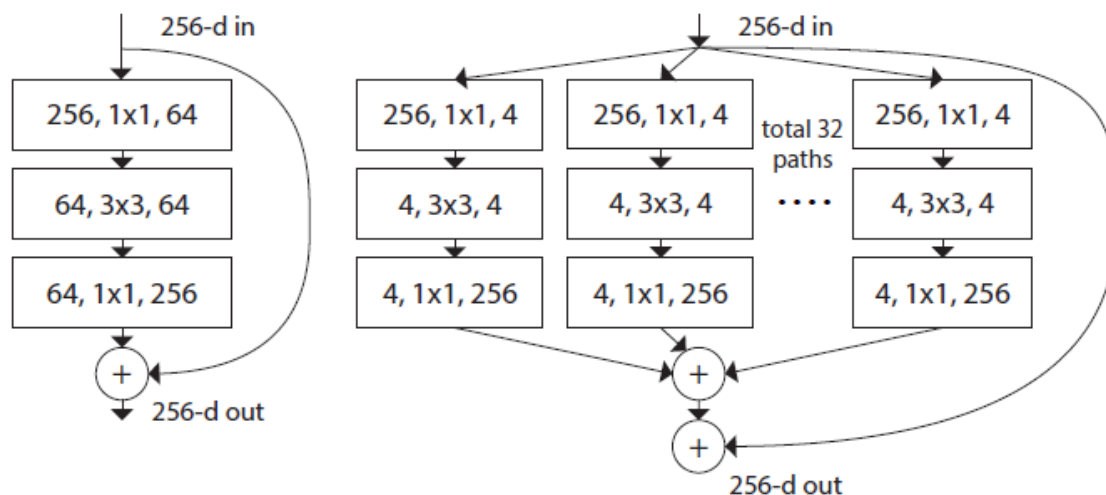 256-d in
256, 1x1, 64
64, 3x3, 64
64, 1x1, 256
+
256-d out
256-d in
256, 1x1, 4
256, 1x1, 4
total 32
paths
256, 1x1, 4
4, 3x3, 4
4, 3x3, 4
....
4, 3x3, 4
4, 1x1, 256
4, 1x1, 256
4, 1x1, 256
+
+
256-d out